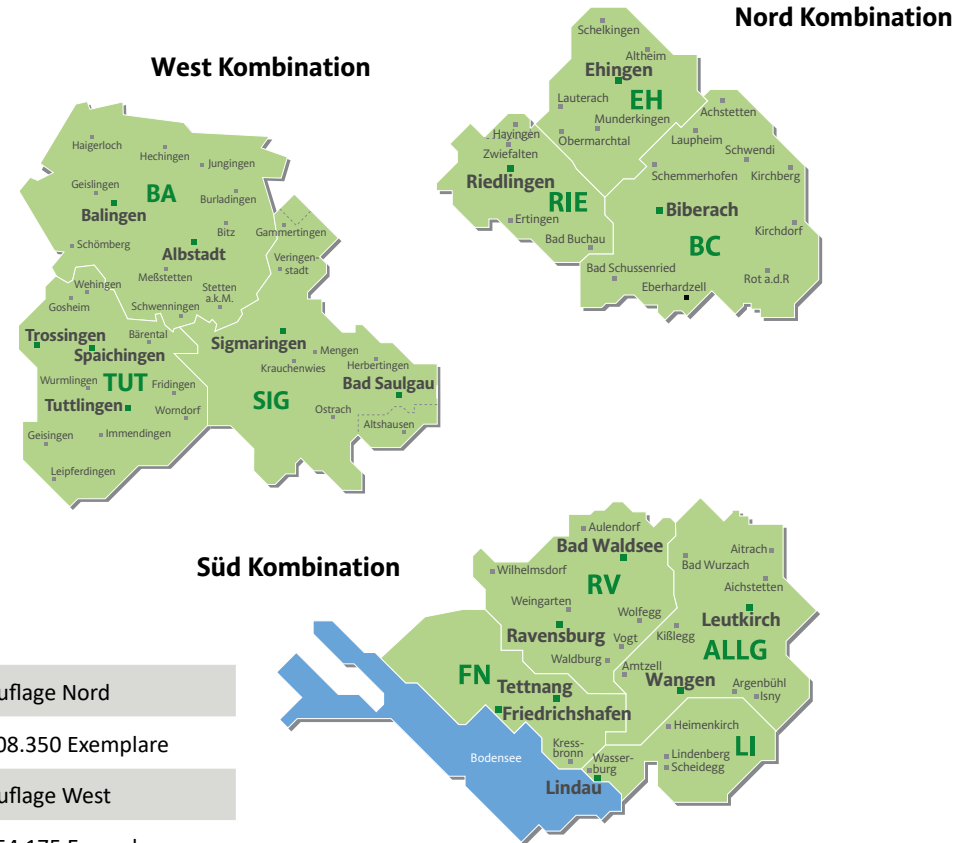 Nord Kombination
Schelkingen
Altheim
Ehingen
Lauterach
EH
Munderkingen
Obermarchtal
Achstetten
Laupheim
Schwendi
Schemmerhofen
Kirchberg
Hayingen
Zwiefalten
Riedlingen
RIE
Ertingen
Bad Buchau
Biberach
BC
Kirchdorf
Bad Schussenried
Eberhardzell
Rot a.d.R
West Kombination
Haigerloch
Hechingen
Jungingen
Geislingen
BA
Burladingen
Balingen
Bitz
Gammertingen
Schömberg
Albstadt
Veringen-
stadt
Meßstetten
Wehingen
Stetten
a.k.M.
Gosheim
Schwenningen
Trossingen
Bärental
Spaichingen
Sigmaringen
Mengen
Krauchenwies
Herbertingen
Wurmlingen
TUT
Fridingen
Bad Saulgau
Tuttlingen
Worndorf
SIG
Ostrach
Altshausen
Geisingen
Immendingen
Leipferdingen
Süd Kombination
Aulendorf
Bad Waldsee
Wilhelmsdorf
RV
Weingarten
Wolfegg
Ravensburg
Vogt
Waldburg
Aitrach
Bad Wurzach
Aichstetten
Leutkirch
Kißlegg
ALLG
Amtzell
Wangen
Argenbühl
Isny
FN
Tettnang
Friedrichshafen
Kress-
bronn
Wasser-
burg
Bodensee
Lindau
Heimenkirch
LI
Lindenberg
Scheidegg
uflage Nord
08.350 Exemplare
uflage West